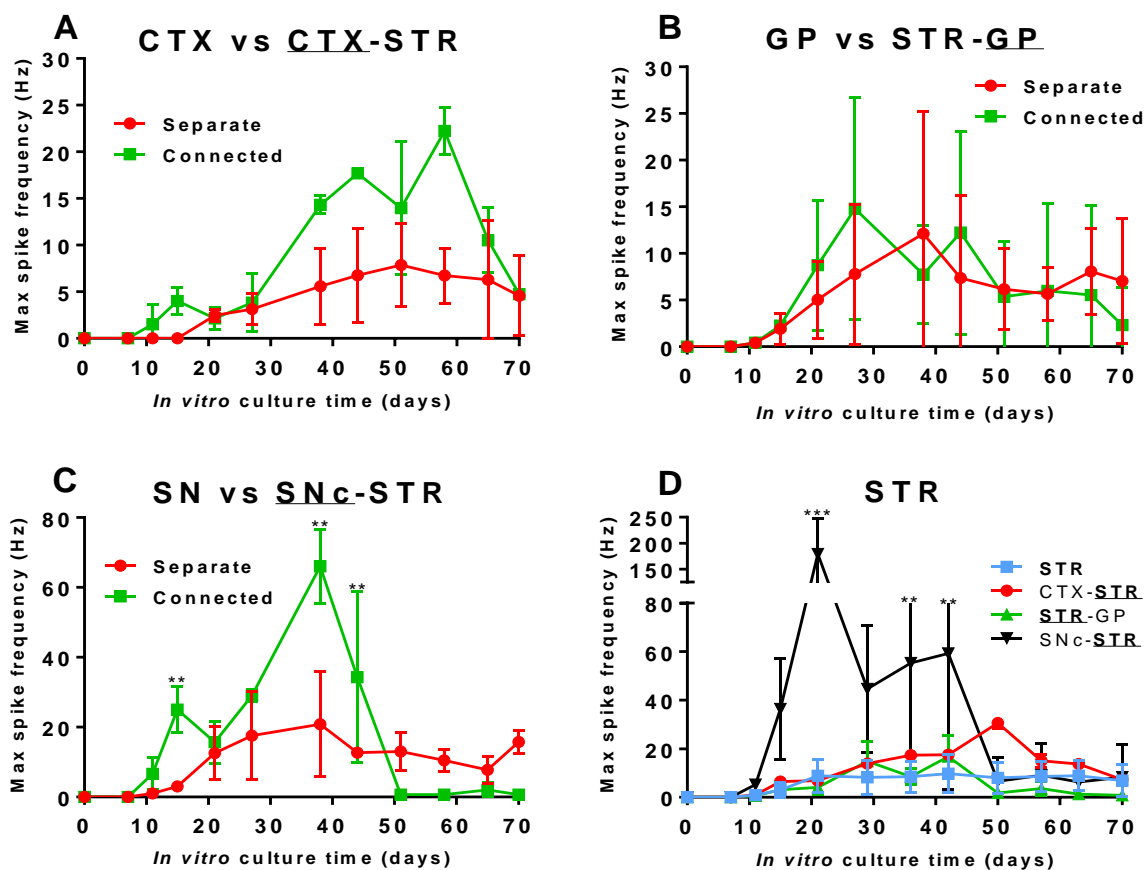 A
CTX vs CTX-STR
Max spike frequency (Hz)
30
25
20
15
10
5
0
Separate
Connected
0 10 20 30 40 50 60 70
In vitro culture time (days)
B
GP vs STR-GP
Max spike frequency (Hz)
30
25
20
15
10
5
0
Separate
Connected
0 10 20 30 40 50 60 70
In vitro culture time (days)
C
SN vs SNc-STR
Max spike frequency (Hz)
80
60
40
20
0
Separate
Connected
**
**
**
0 10 20 30 40 50 60 70
In vitro culture time (days)
D
STR
Max spike frequency (Hz)
250
200
150
100
80
60
40
20
0
***
**
**
STR
CTX-STR
STR-GP
SNc-STR
0 10 20 30 40 50 60 70
In vitro culture time (days)